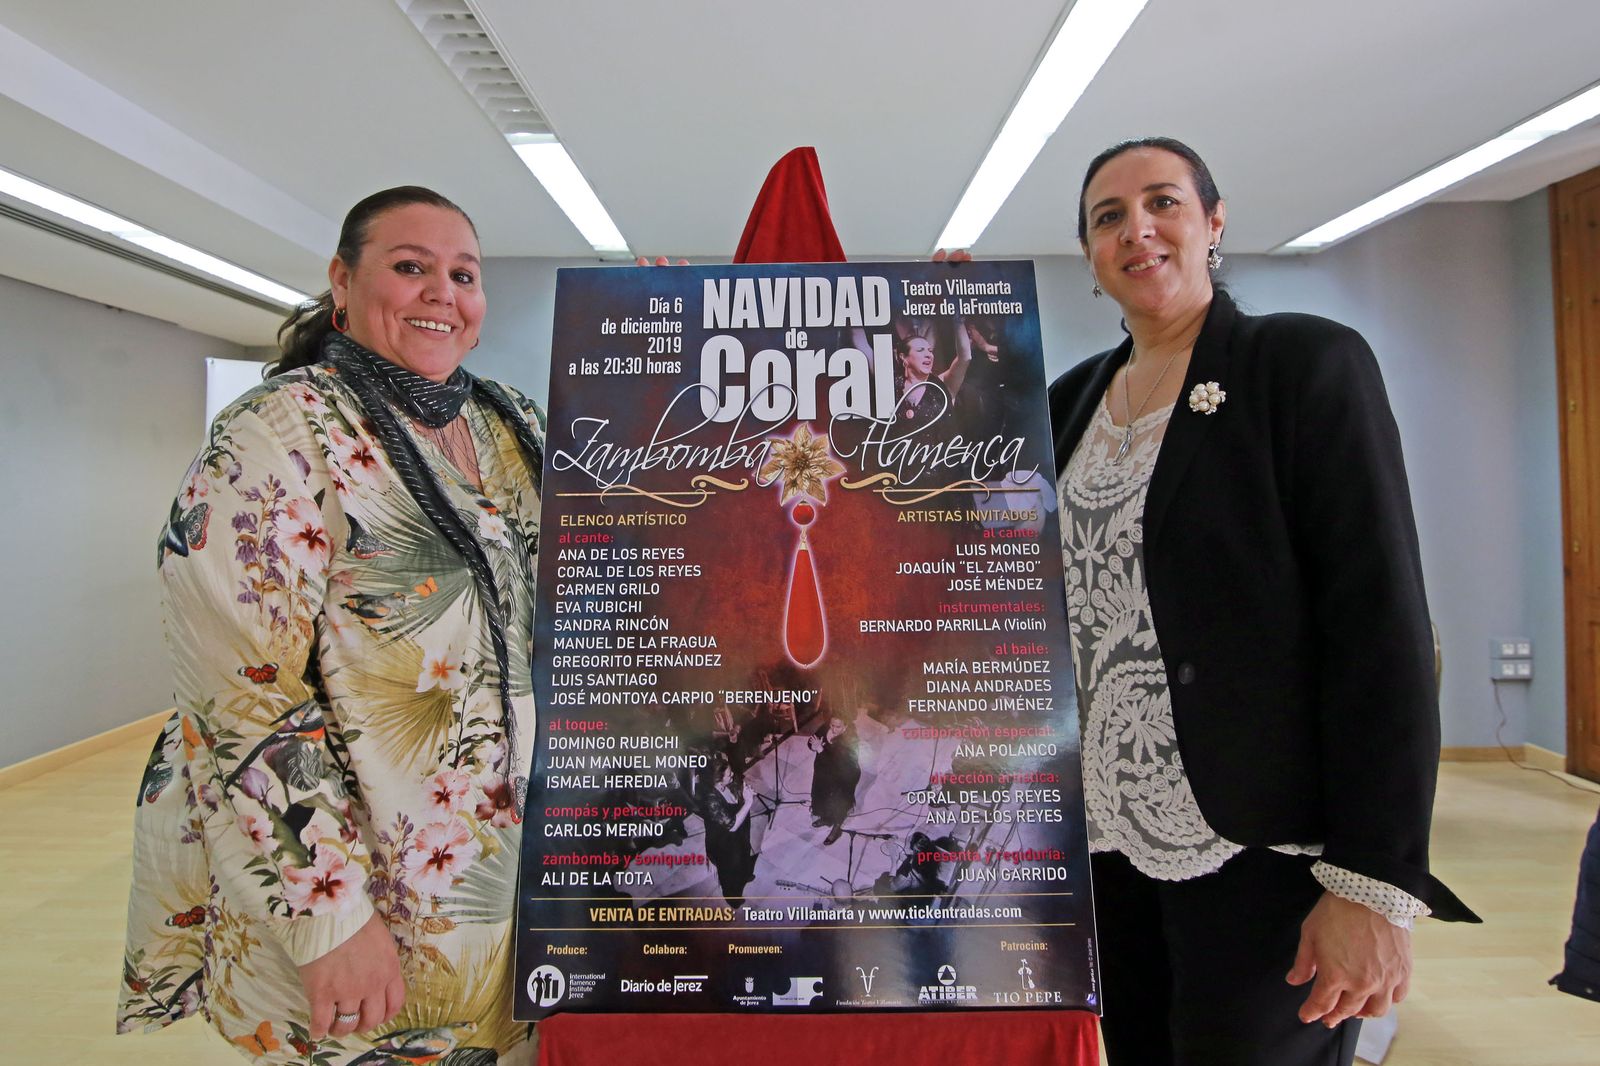 Día 6
de diciembre
2019
a las 20:30 horas
NAVIDAD
de
Coral
Teatro Villamarta
Jerez de laFrontera
Zambomba Flamenca
ELENCO ARTÍSTICO
al cante:
ANA DE LOS REYES
CORAL DE LOS REYES
CARMEN GRILO
EVA RUBICHI
SANDRA RINCÓN
MANUEL DE LA FRAGUA
GREGORITO FERNÁNDEZ
LUIS SANTIAGO
JOSÉ MONTOYA CARPIO "BERENJENO"
al toque:
DOMINGO RUBICHI
JUAN MANUEL MONEO
ISMAEL HEREDIA
compás y percusión:
CARLOS MERINO
zambomba y soniquete:
ALI DE LA TOTA
ARTISTAS INVITADOS
al cante:
LUIS MONEO
JOAQUÍN "EL ZAMBO"
JOSÉ MÉNDEZ
instrumentales:
BERNARDO PARRILLA (Violín)
al baile:
MARÍA BERMÚDEZ
DIANA ANDRADES
FERNANDO JIMÉNEZ
colaboración especial:
ANA POLANCO
dirección artística:
CORAL DE LOS REYES
ANA DE LOS REYES
presenta y regiduría:
JUAN GARRIDO
VENTA DE ENTRADAS: Teatro Villamarta y www.tickentradas.com
Produce:
Colabora:
Promueven:
Patrocina:
ifi
international
flamenco
institute
jerez
Diario de Jerez
Ayuntamiento
de Jerez
Fundación Teatro Villamarta
ATIBER
TIO PEPE